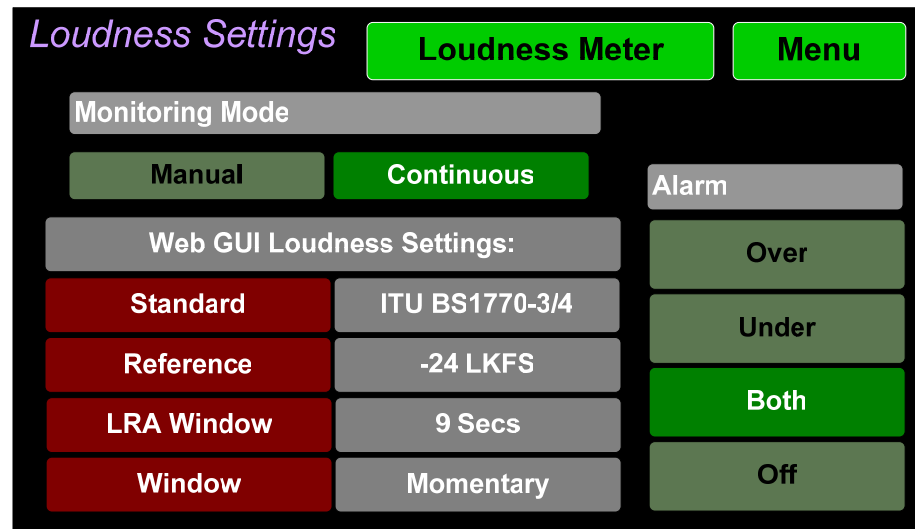 Loudness Settings
Loudness Meter
Menu
Monitoring Mode
Manual
Continuous
Alarm
Web GUI Loudness Settings:
Over
Standard
ITU BS1770-3/4
Under
Reference
-24 LKFS
Both
LRA Window
9 Secs
Off
Window
Momentary